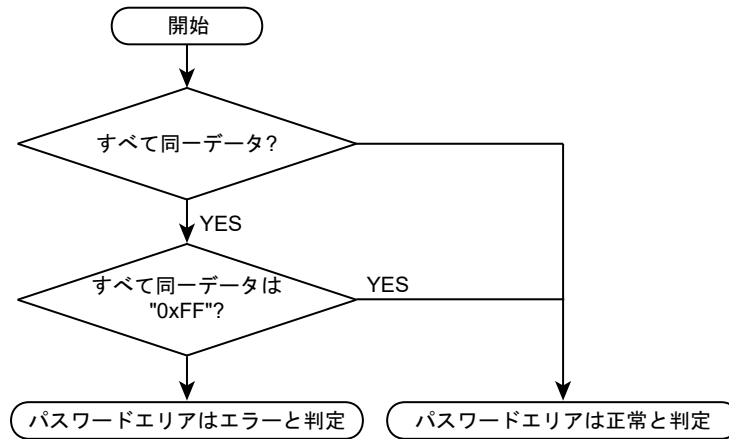 開始
すべて同一データ?
YES
すべて同一データは
"0xFF"?
YES
パスワードエリアはエラーと判定
パスワードエリアは正常と判定